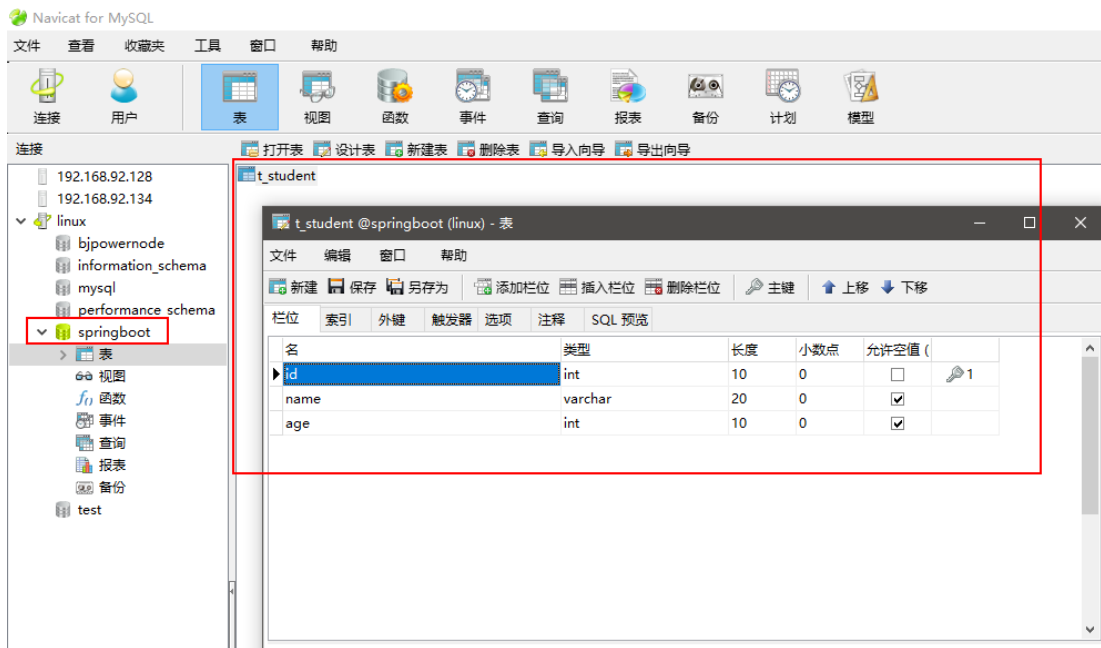 Navicat for MySQL
文件 查看 收藏夹 工具 窗口 帮助
连接 用户 表 视图 函数 事件 查询 报表 备份 计划 模型
连接 打开表 设计表 新建表 删除表 导入向导 导出向导
192.168.92.128
192.168.92.134
linux
bjpowernode
information_schema
mysql
performance_schema
springboot
表
视图
函数
事件
查询
报表
备份
test
t_student
t_student @springboot (linux) - 表
文件 编辑 窗口 帮助
新建 保存 另存为 添加栏位 插入栏位 删除栏位 主键 上移 下移
栏位 索引 外键 触发器 选项 注释 SQL 预览
名 类型 长度 小数点 允许空值 (
id int 10 0 1
name varchar 20 0
age int 10 0